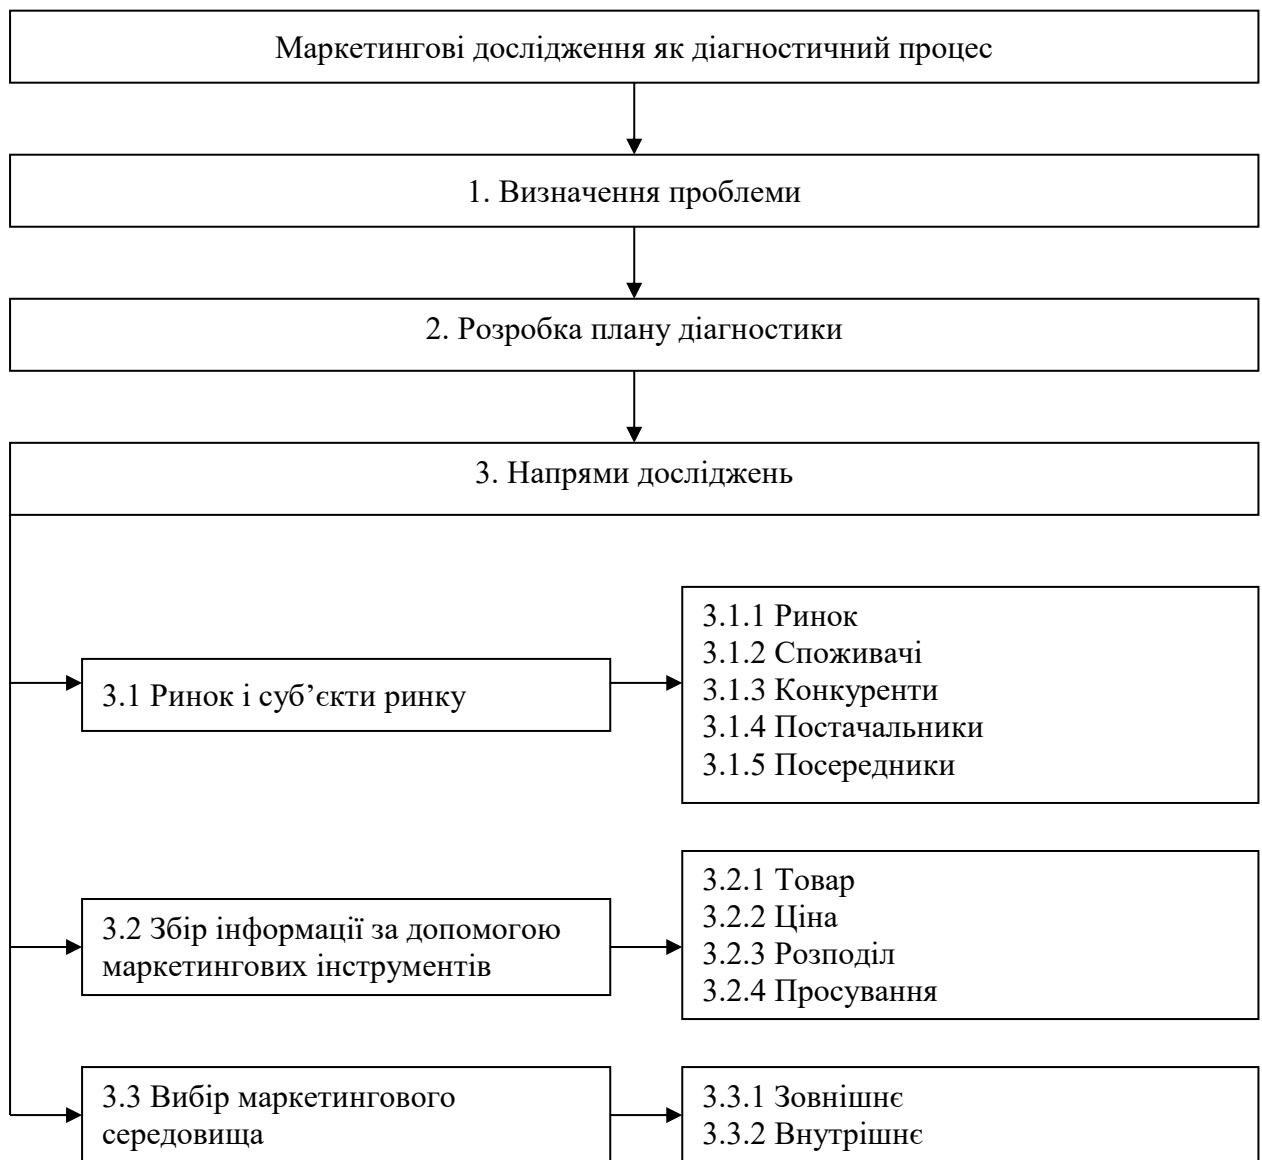 Маркетингові дослідження як діагностичний процес
1. Визначення проблеми
2. Розробка плану діагностики
3. Напрями досліджень
3.1 Ринок і суб’єкти ринку
3.1.1 Ринок
3.1.2 Споживачі
3.1.3 Конкуренти
3.1.4 Постачальники
3.1.5 Посередники
3.2 Збір інформації за допомогою
маркетингових інструментів
3.2.1 Товар
3.2.2 Ціна
3.2.3 Розподіл
3.2.4 Просування
3.3 Вибір маркетингового
середовища
3.3.1 Зовнішнє
3.3.2 Внутрішнє